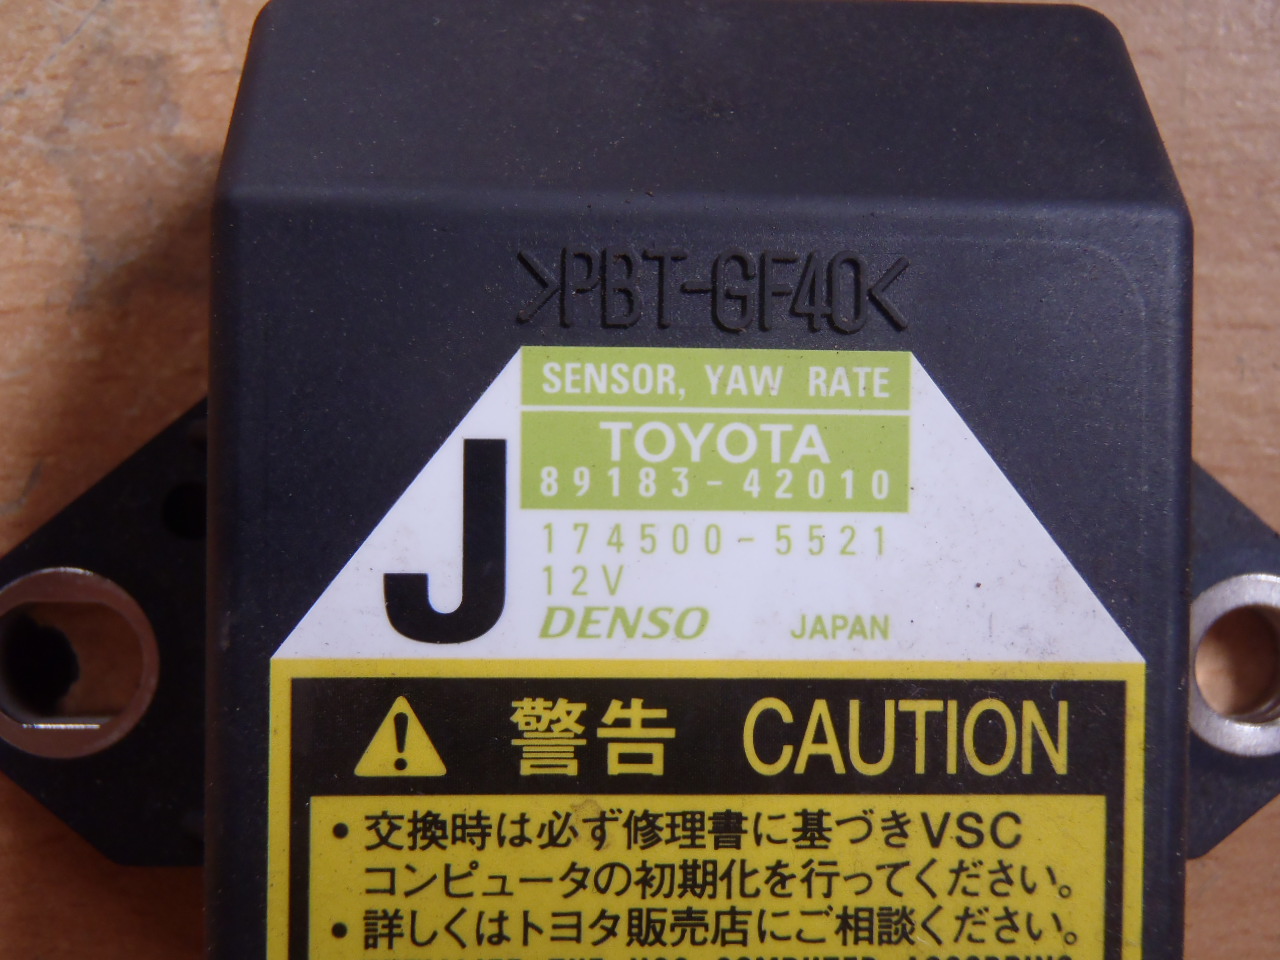 >PBT-GF40<
SENSOR, YAW RATE
TOYOTA
89183-42010
J
174500-5521
12V
DENSO JAPAN
警告 CAUTION
・交換時は必ず修理書に基づきVSC
コンピュータの初期化を行ってください。
・詳しくはトヨタ販売店にご相談ください。